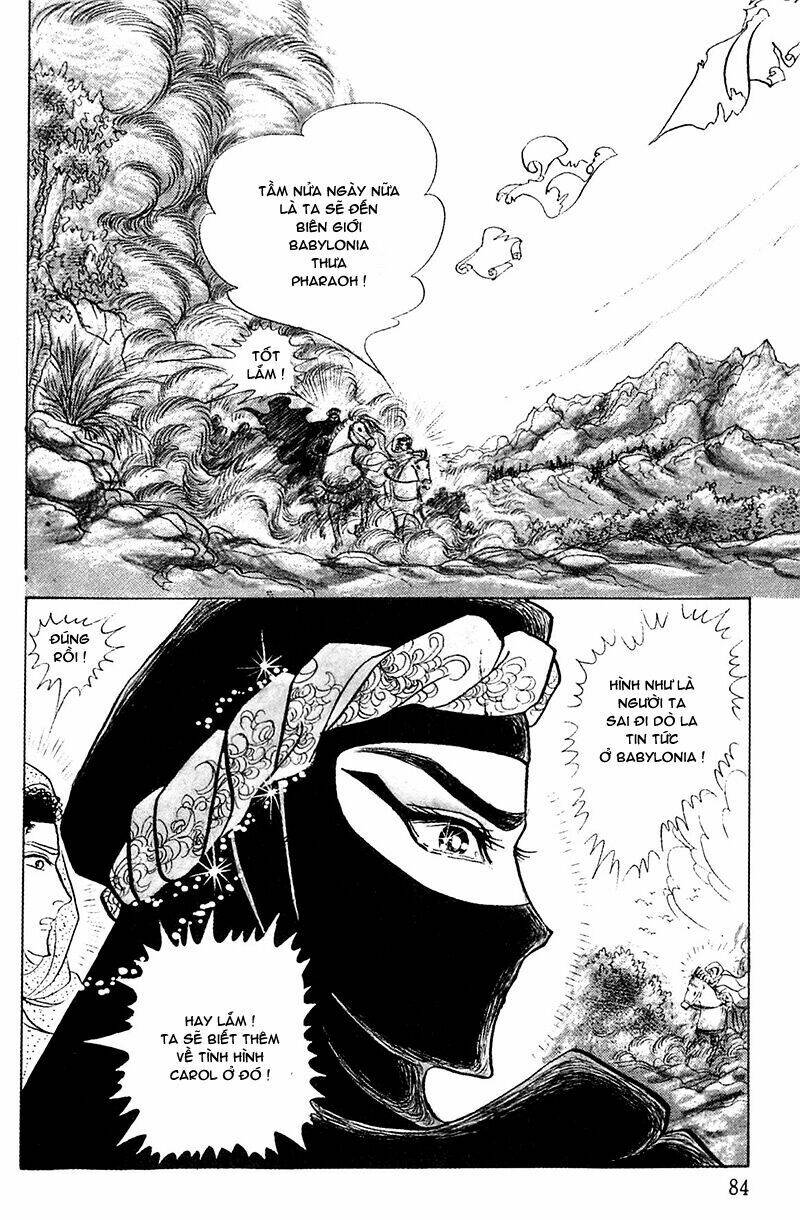 TẦM NỬA NGÀY NỮA
LÀ TA SẼ ĐẾN
BIÊN GIỚI
BABYLONIA
THƯA
PHARAOH !
TỐT
LẮM !
ĐÚNG
RỒI !
HÌNH NHƯ LÀ
NGƯỜI TA
SAI ĐI DÒ LA
TIN TỨC
Ở BABYLONIA !
HAY LẮM !
TA SẼ BIẾT THÊM
VỀ TÌNH HÌNH
CAROL Ở ĐÓ !
84